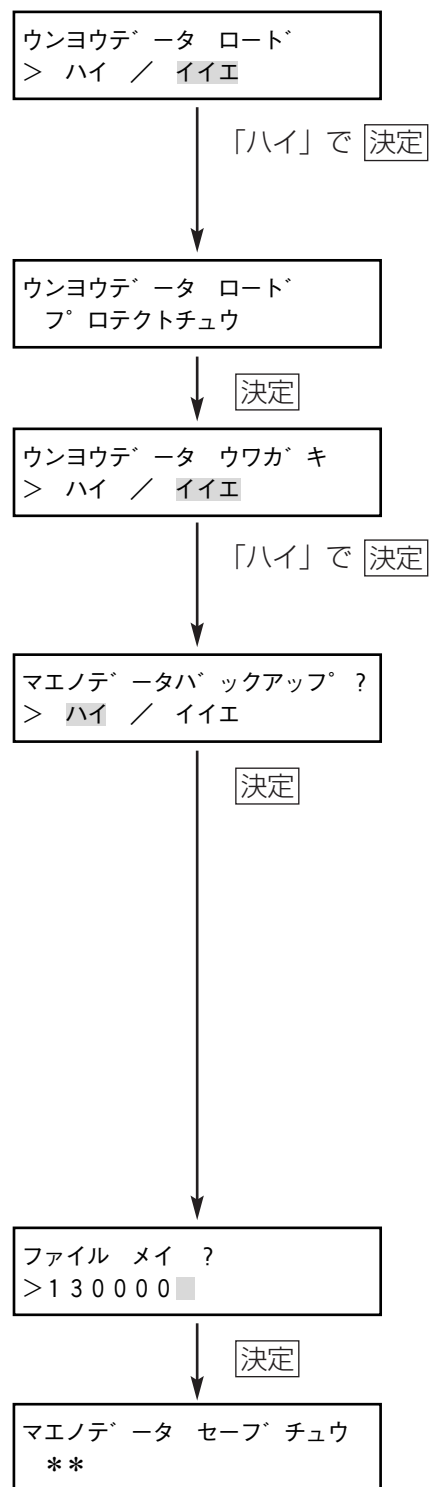 ウンヨウデ゛ータ ロート゛
> ハイ / イイエ
「ハイ」で 決定
ウンヨウデ゛ータ ロート゛
フ゜ロテクトチュウ
決定
ウンヨウデ゛ータ ウワカ゛キ
> ハイ / イイエ
「ハイ」で 決定
マエノデ゛ータハ゛ックアッフ゜?
> ハイ / イイエ
決定
ファイル メイ ?
>130000
決定
マエノデ゛ータ セーフ゛チュウ
**